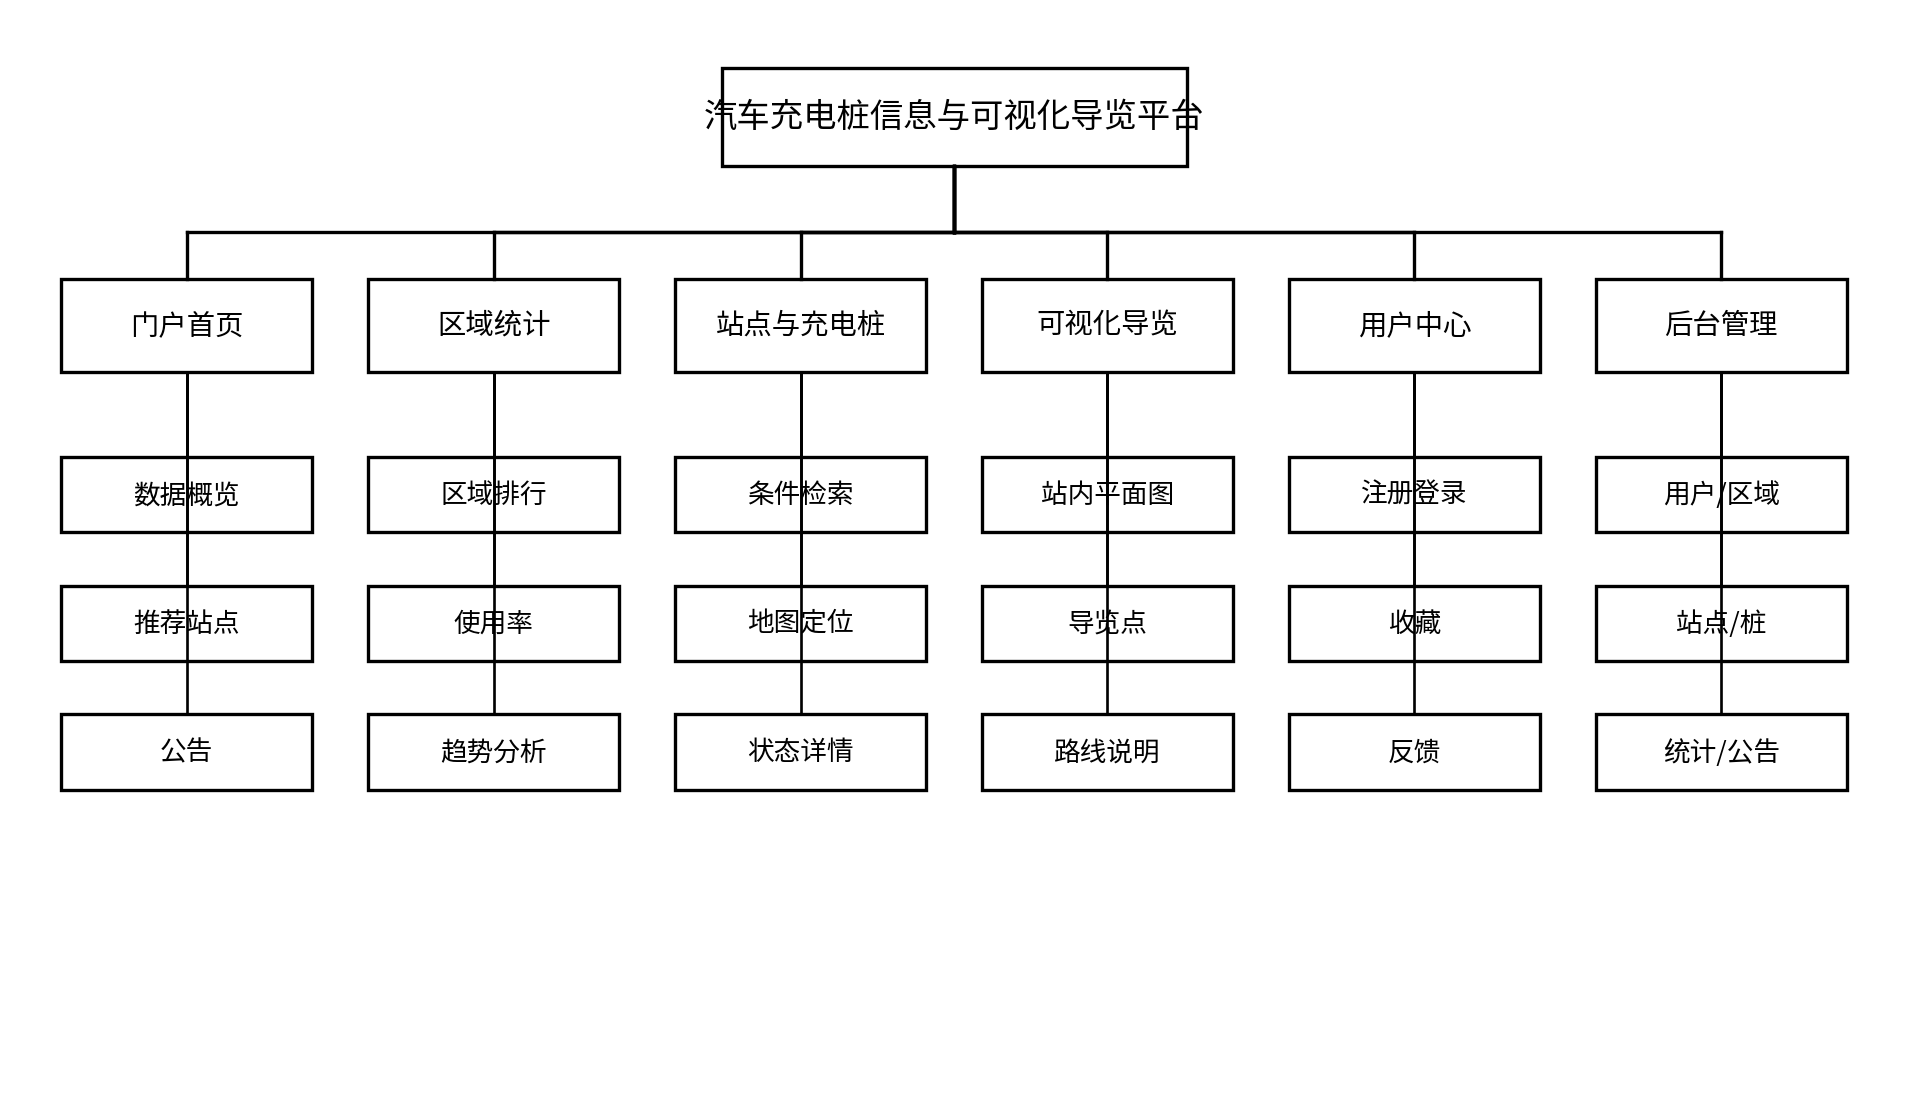 汽车充电桩信息与可视化导览平台
门户首页
区域统计
站点与充电桩
可视化导览
用户中心
后台管理
数据概览
区域排行
条件检索
站内平面图
注册登录
用户/区域
推荐站点
使用率
地图定位
导览点
收藏
站点/桩
公告
趋势分析
状态详情
路线说明
反馈
统计/公告